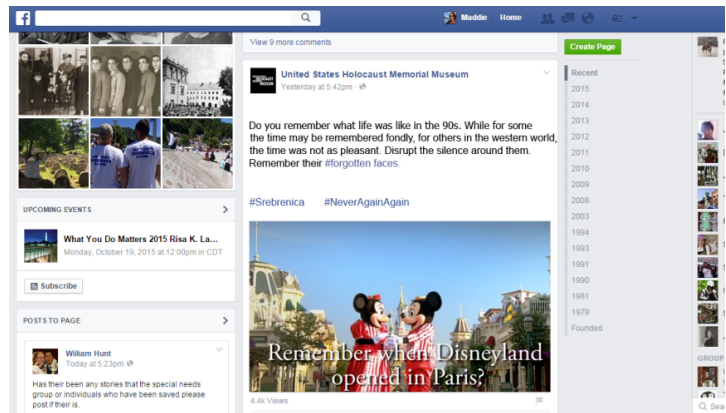 f
Maddie Home
View 9 more comments
Create Page
United States Holocaust Memorial Museum
Yesterday at 5:42pm ·
Recent
2015
2014
2013
2012
2011
2010
2009
2008
2003
1994
1993
1991
1990
1981
1979
Founded
Do you remember what life was like in the 90s. While for some
the time may be remembered fondly, for others in the western world,
the time was not as pleasant. Disrupt the silence around them.
Remember their #forgotten faces.
#Srebrenica #NeverAgainAgain
Remember when Disneyland
opened in Paris?
4.4k Views
UPCOMING EVENTS
What You Do Matters 2015 Risa K. La...
Monday, October 19, 2015 at 12:00pm in CDT
Subscribe
POSTS TO PAGE
William Hunt
Today at 5:23pm
Has their been any stories that the special needs
group or individuals who have been saved please
post if their is.
GROUP
Sea